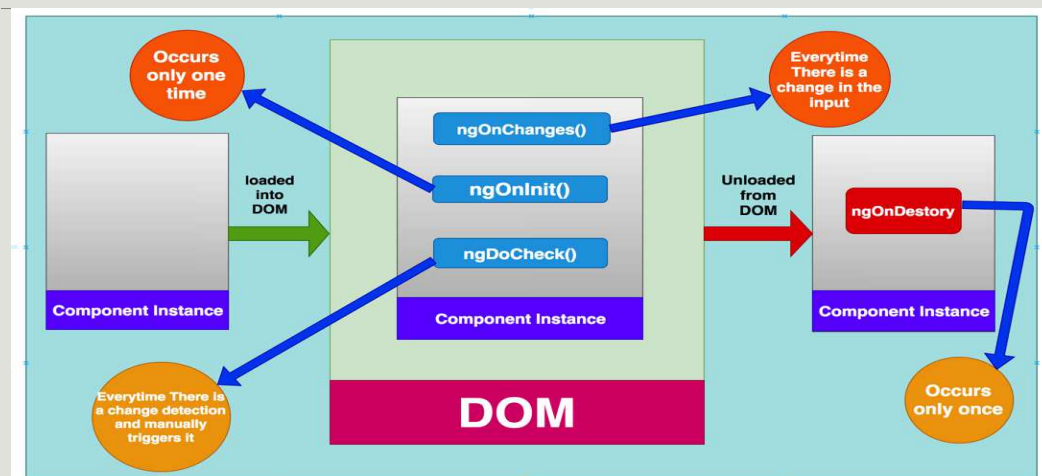 Occurs
only one
time
Everytime
There is a
change in the
input
ngOnChanges()
loaded
into
DOM
ngOnInit()
Unloaded
from
DOM
ngOnDestory
ngDoCheck()
Component Instance
Component Instance
Component Instance
Everytime There is
a change detection
and manually
triggers it
DOM
Occurs
only once